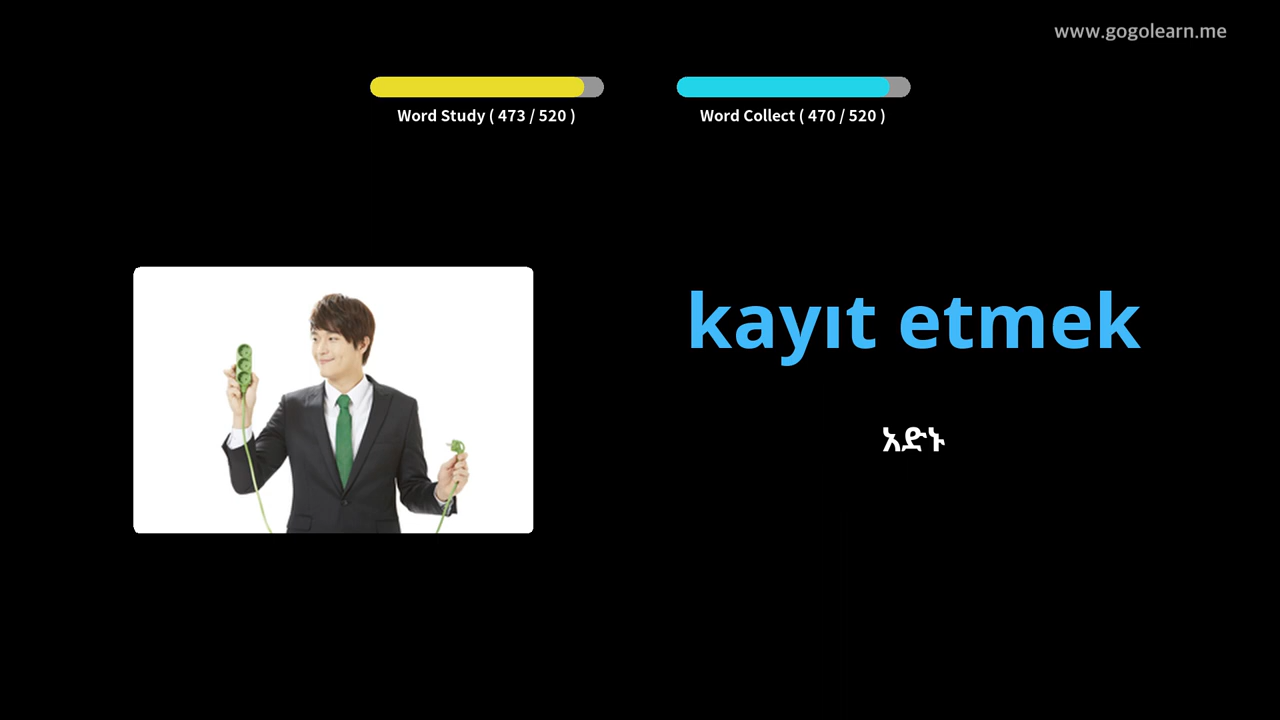 www.gogolearn.me
Word Study ( 473 / 520 )
Word Collect ( 470 / 520 )
kayıt etmek
አድኑ